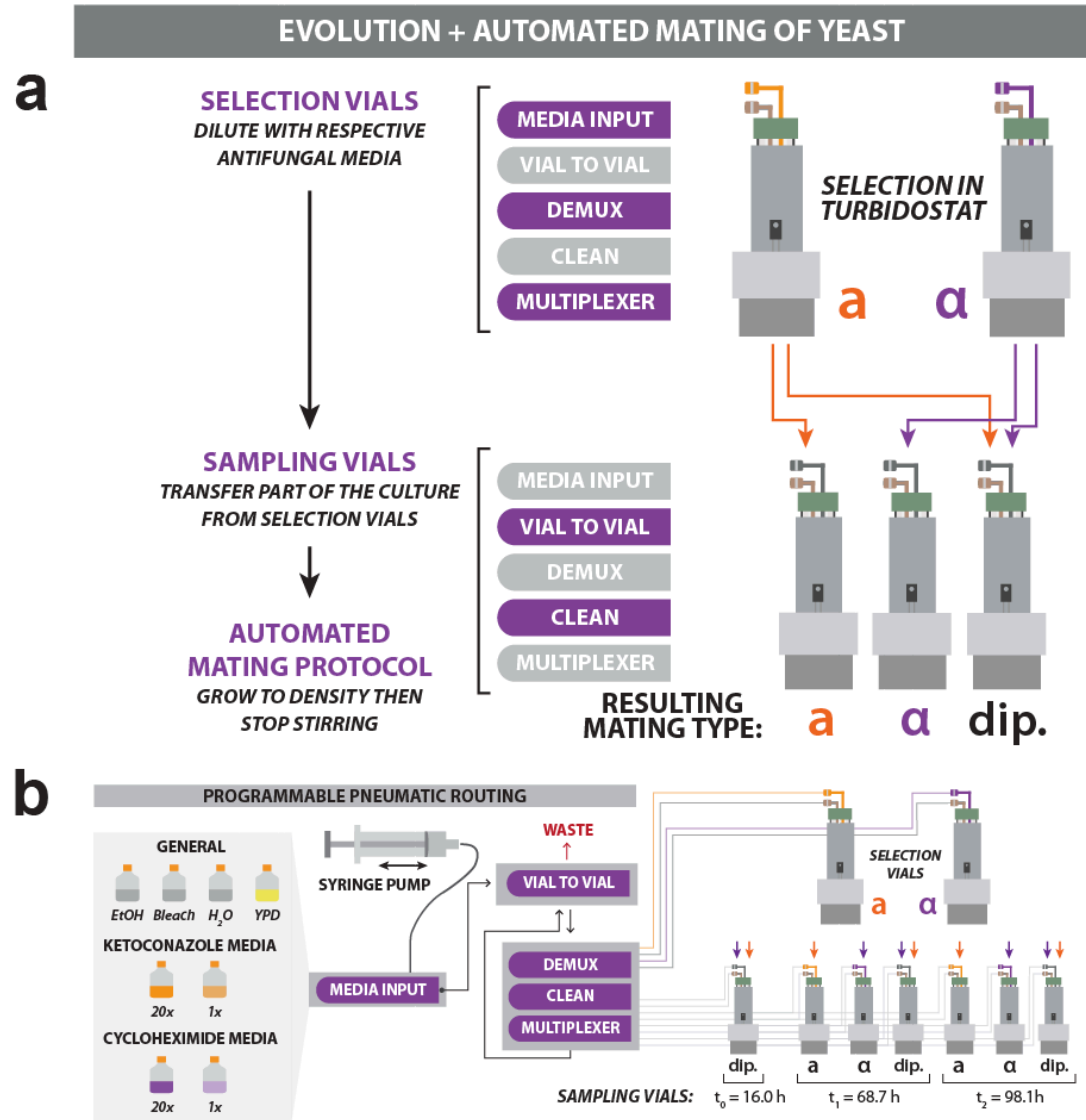 EVOLUTION + AUTOMATED MATING OF YEAST
a
SELECTION VIALS
DILUTE WITH RESPECTIVE
ANTIFUNGAL MEDIA
MEDIA INPUT
VIAL TO VIAL
DEMUX
CLEAN
MULTIPLEXER
SELECTION IN
TURBIDOSTAT
a
α
SAMPLING VIALS
TRANSFER PART OF THE CULTURE
FROM SELECTION VIALS
AUTOMATED
MATING PROTOCOL
GROW TO DENSITY THEN
STOP STIRRING
MEDIA INPUT
VIAL TO VIAL
DEMUX
CLEAN
MULTIPLEXER
RESULTING
MATING TYPE:
a α dip.
b
PROGRAMMABLE PNEUMATIC ROUTING
GENERAL
EtOH Bleach H₂O YPD
KETOCONAZOLE MEDIA
20x 1x
CYCLOHEXIMIDE MEDIA
20x 1x
SYRINGE PUMP
MEDIA INPUT
WASTE
VIAL TO VIAL
DEMUX
CLEAN
MULTIPLEXER
SELECTION
VIALS
a α
dip. a α dip. a α dip.
SAMPLING VIALS: t₀ = 16.0 h t₁ = 68.7 h t₂ = 98.1h